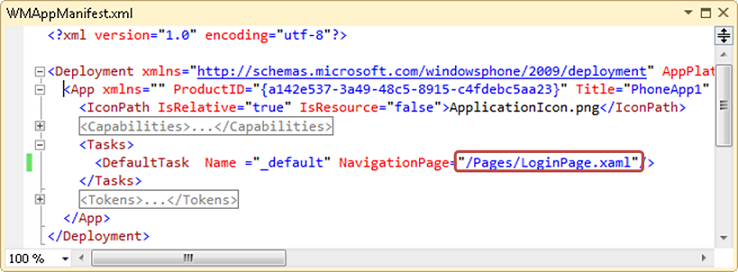 WMAppManifest.xml
<?xml version="1.0" encoding="utf-8"?>
<Deployment xmlns="http://schemas.microsoft.com/windowsphone/2009/deployment" AppPlat
<App xmlns="" ProductID="{a142e537-3a49-48c5-8915-c4fdebc5aa23}" Title="PhoneApp1"
<IconPath IsRelative="true" IsResource="false">ApplicationIcon.png</IconPath>
<Capabilities>...</Capabilities>
<Tasks>
<DefaultTask  Name ="_default" NavigationPage="/Pages/LoginPage.xaml"/>
</Tasks>
<Tokens>...</Tokens>
</App>
</Deployment>
100 %